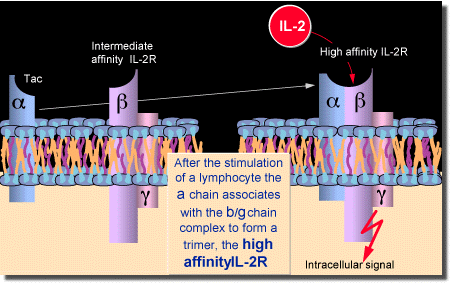 IL-2
Intermediate
affinity IL-2R
High affinity IL-2R
Tac
α
β
α
β
γ
γ
After the stimulation
of a lymphocyte the
a chain associates
with the b/gchain
complex to form a
trimer, the high
affinityIL-2R
Intracellular signal